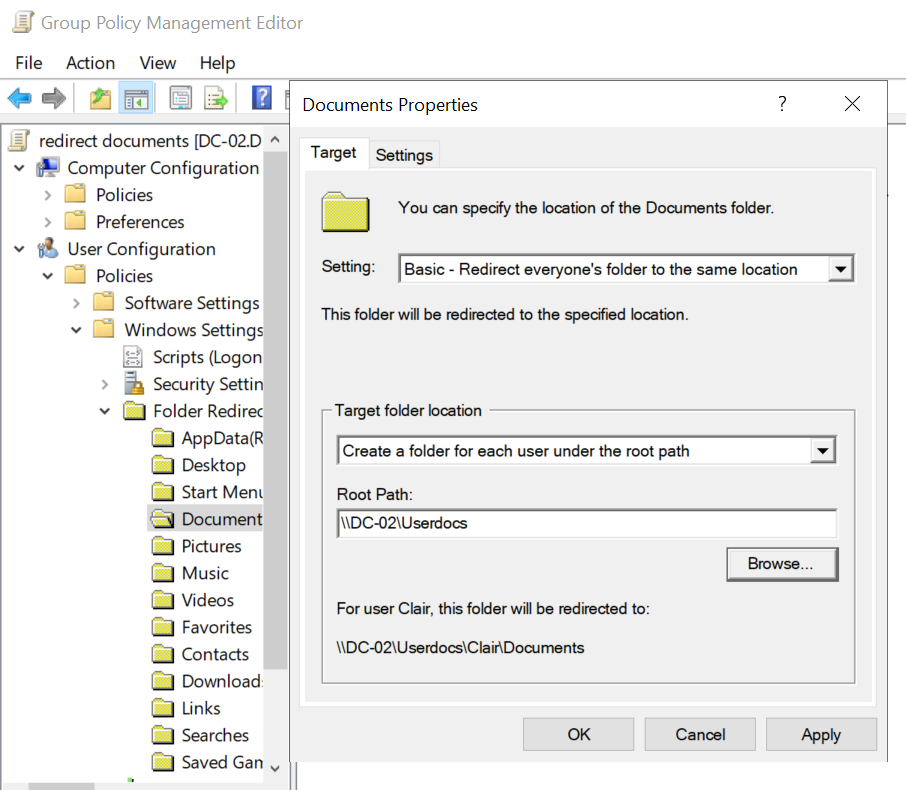 Group Policy Management Editor
File Action View Help
redirect documents [DC-02.D
Computer Configuration
Policies
Preferences
User Configuration
Policies
Software Settings
Windows Settings
Scripts (Logon
Security Settin
Folder Redirec
AppData(R
Desktop
Start Menu
Document
Pictures
Music
Videos
Favorites
Contacts
Download
Links
Searches
Saved Gam
Documents Properties
?
Target Settings
You can specify the location of the Documents folder.
Setting: Basic - Redirect everyone's folder to the same location
This folder will be redirected to the specified location.
Target folder location
Create a folder for each user under the root path
Root Path:
\\DC-02\Userdocs
Browse...
For user Clair, this folder will be redirected to:
\\DC-02\Userdocs\Clair\Documents
OK Cancel Apply